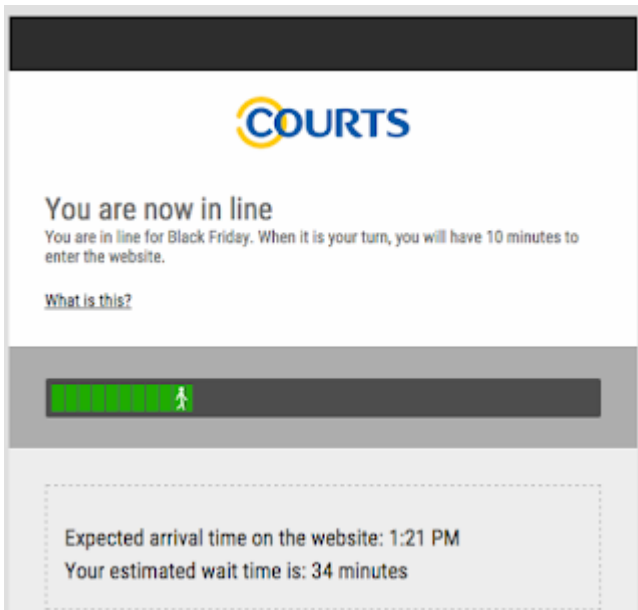 COURTS
You are now in line
You are in line for Black Friday. When it is your turn, you will have 10 minutes to
enter the website.
What is this?
Expected arrival time on the website: 1:21 PM
Your estimated wait time is: 34 minutes